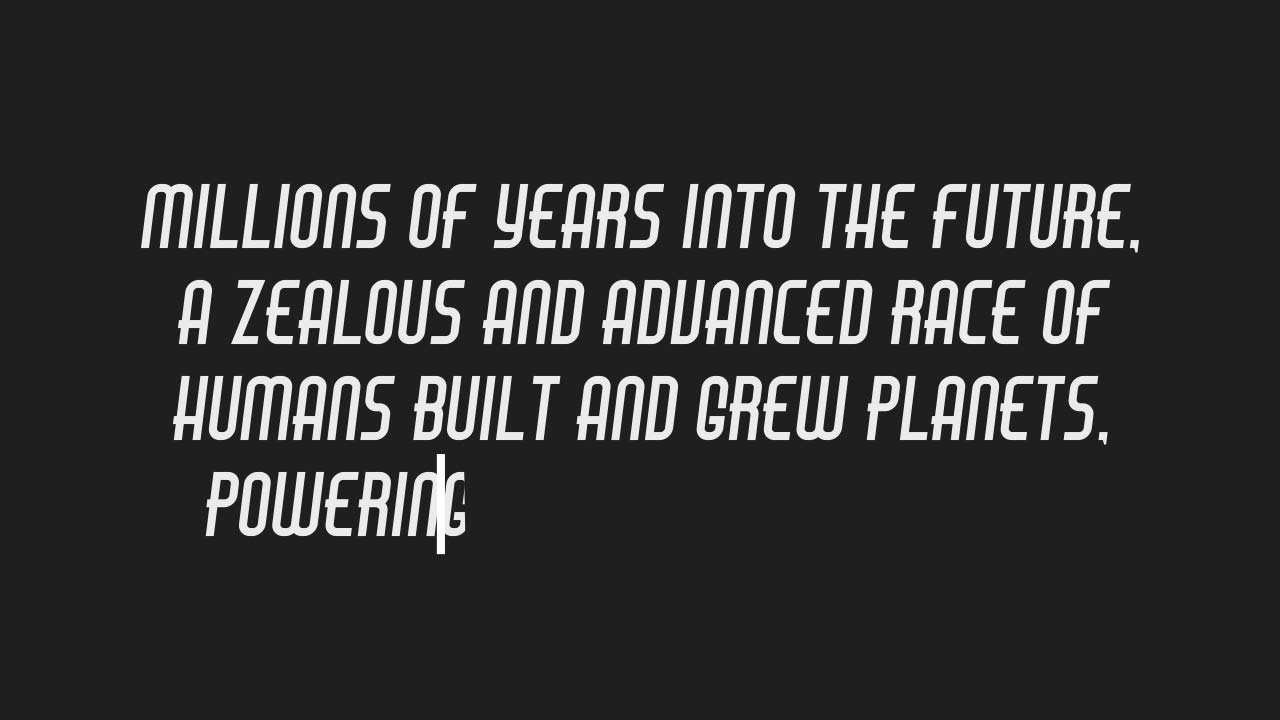 MILLIONS OF YEARS INTO THE FUTURE,
A ZEALOUS AND ADVANCED RACE OF
HUMANS BUILT AND GREW PLANETS,
POWERING